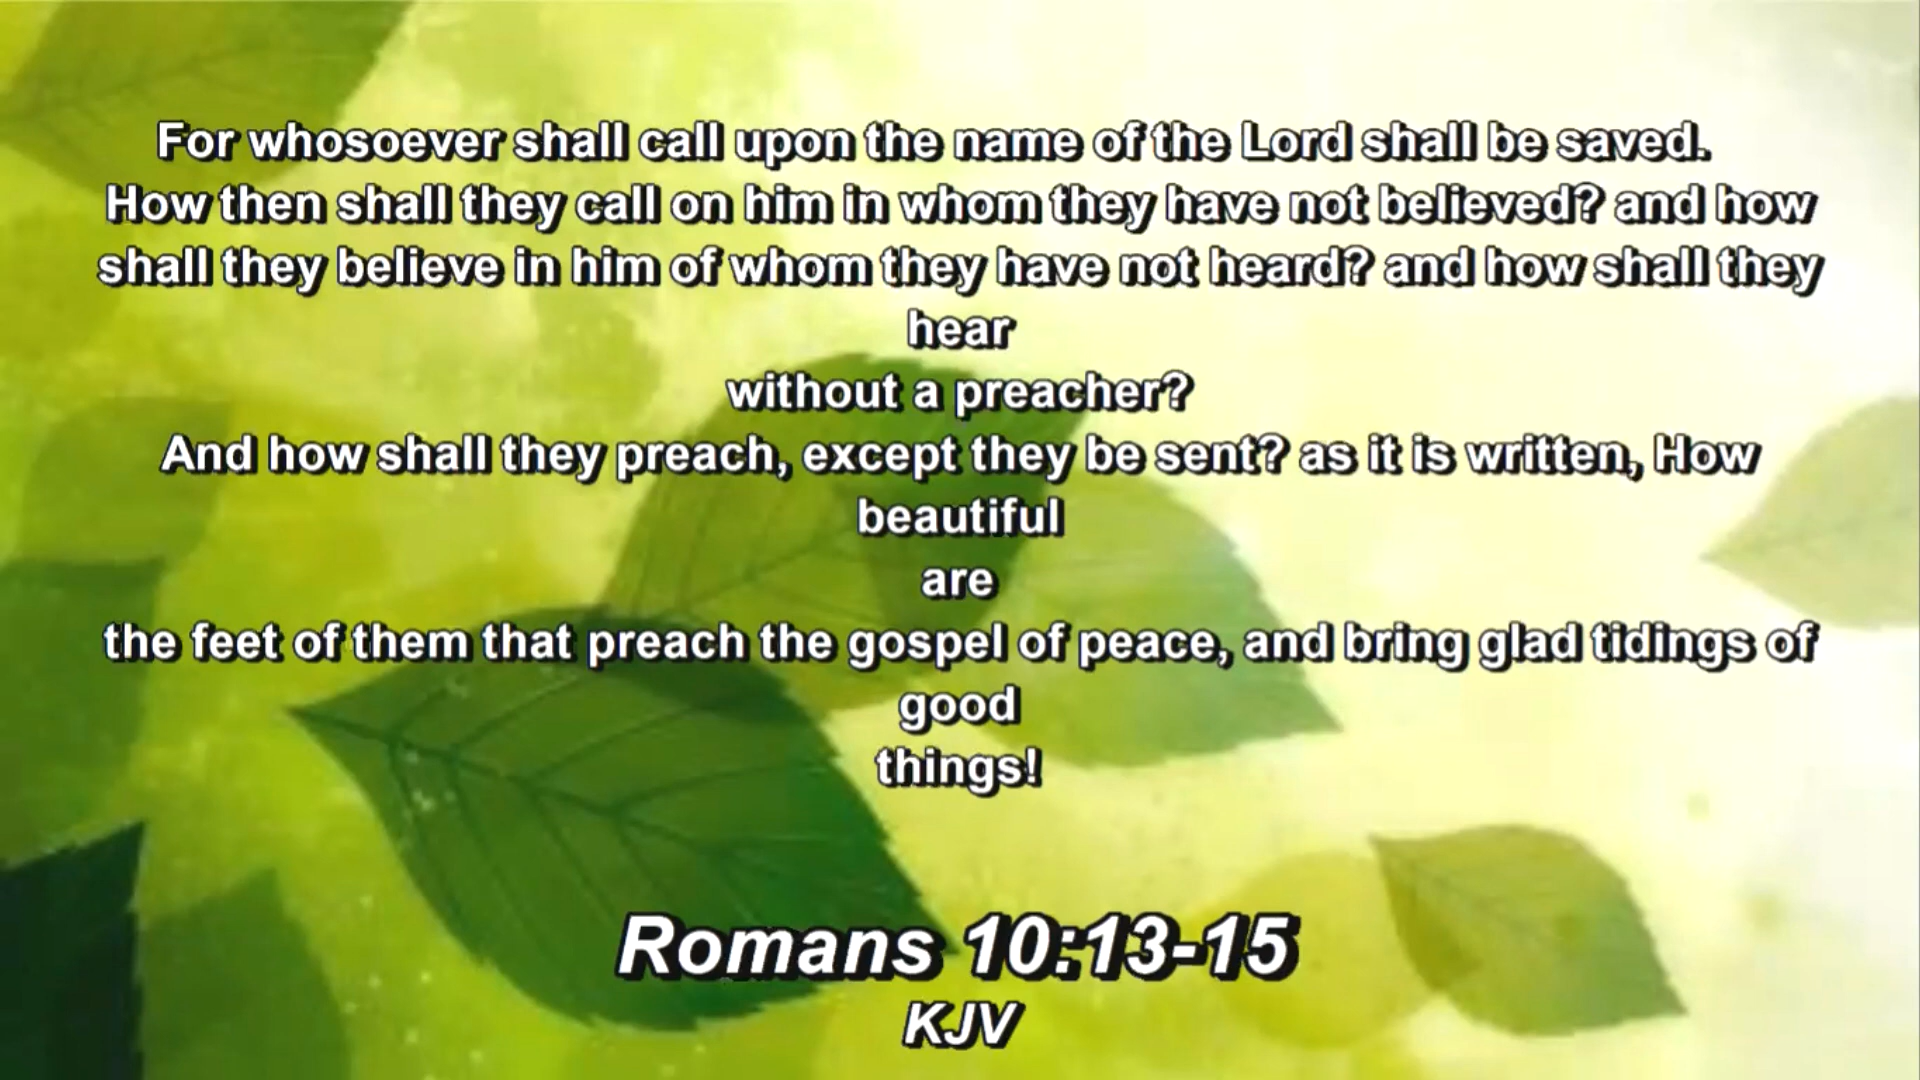 For whosoever shall call upon the name of the Lord shall be saved.
How then shall they call on him in whom they have not believed? and how
shall they believe in him of whom they have not heard? and how shall they
hear
without a preacher?
And how shall they preach, except they be sent? as it is written, How
beautiful
are
the feet of them that preach the gospel of peace, and bring glad tidings of
good
things!
Romans 10:13-15
KJV